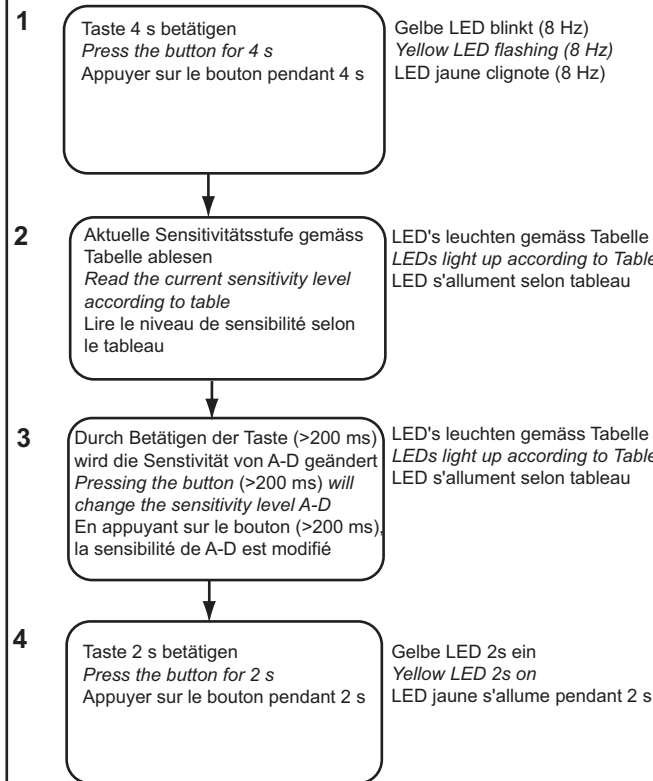 1
Taste 4 s betätigen
Press the button for 4 s
Appuyer sur le bouton pendant 4 s
Gelbe LED blinkt (8 Hz)
Yellow LED flashing (8 Hz)
LED jaune clignote (8 Hz)
2
Aktuelle Sensitivitätsstufe gemäss
Tabelle ablesen
Read the current sensitivity level
according to table
Lire le niveau de sensibilité selon
le tableau
LED's leuchten gemäss Tabelle
LEDs light up according to
LED s'allument selon tableau
3
Durch Betätigen der Taste (>200 ms)
wird die Senstivität von A-D geändert
Pressing the button (>200 ms) will
change the sensitivity level A-D
En appuyant sur le bouton (>200 ms),
la sensibilité de A-D est modifié
LED's leuchten gemäss Tabelle
LEDs light up according to
LED s'allument selon tableau
4
Taste 2 s betätigen
Press the button for 2 s
Appuyer sur le bouton pendant 2 s
Gelbe LED 2s ein
Yellow LED 2s on
LED jaune s'allume pendant 2 s